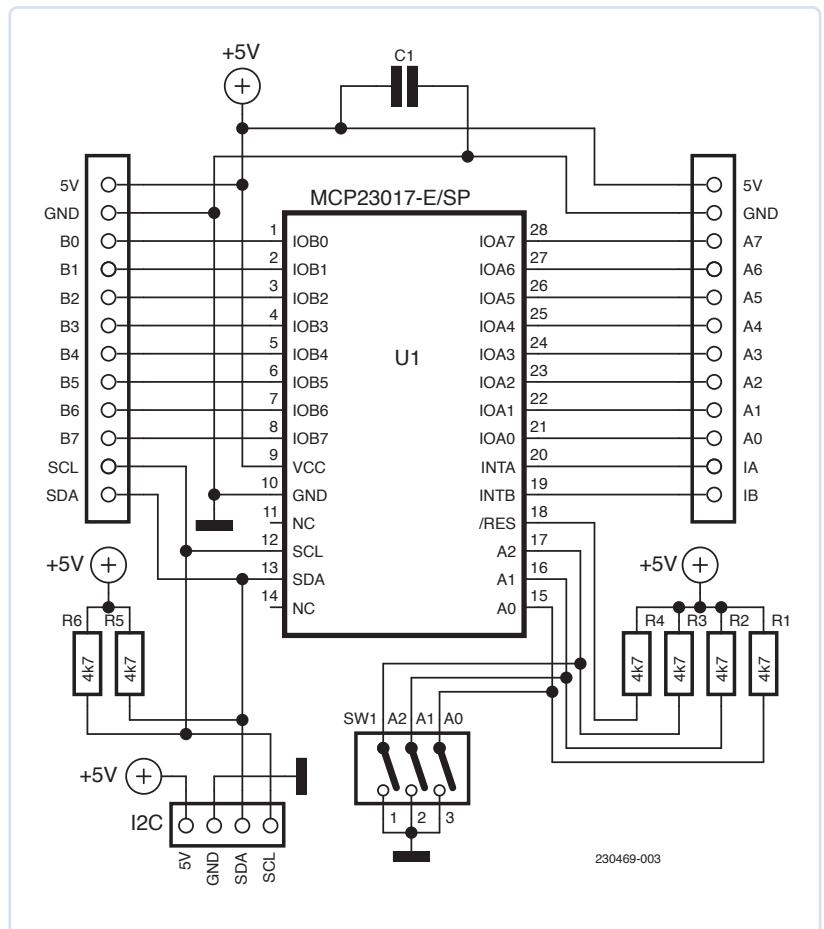 +5V
C1
MCP23017-E/SP
U1
5V
GND
B0
B1
B2
B3
B4
B5
B6
B7
SCL
SDA
1 IOB0
2 IOB1
3 IOB2
4 IOB3
5 IOB4
6 IOB5
7 IOB6
8 IOB7
9 VCC
10 GND
11 NC
12 SCL
13 SDA
14 NC
IOA7 28
IOA6 27
IOA5 26
IOA4 25
IOA3 24
IOA2 23
IOA1 22
IOA0 21
INTA 20
INTB 19
/RES 18
A2 17
A1 16
A0 15
5V
GND
A7
A6
A5
A4
A3
A2
A1
A0
IA
IB
+5V
R6 R5
4k7 4k7
+5V
R4 R3 R2 R1
4k7 4k7 4k7 4k7
SW1 A2 A1 A0
1 2 3
+5V
I2C
5V
GND
SDA
SCL
230469-003